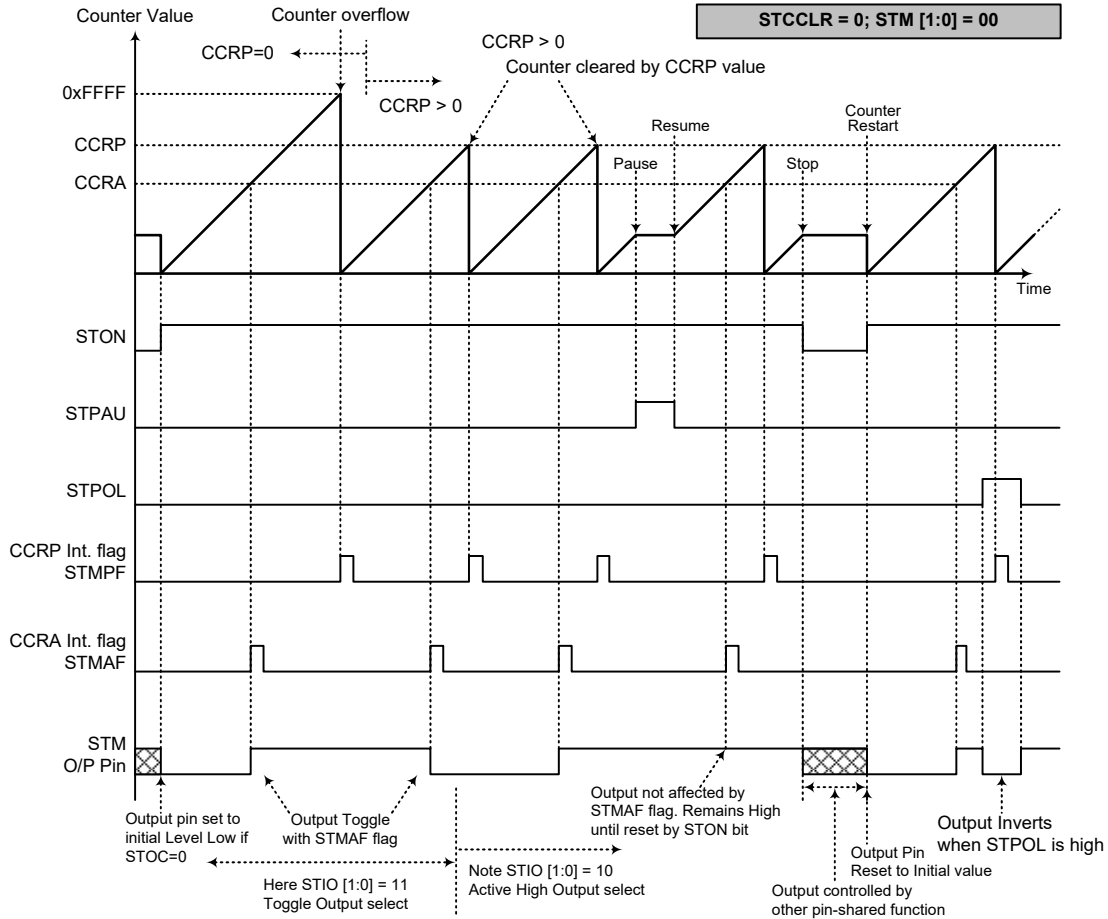 Counter Value
Counter overflow
STCCLR = 0; STM [1:0] = 00
CCRP=0
CCRP > 0
CCRP > 0
Counter cleared by CCRP value
0xFFFF
CCRP
CCRA
Pause
Resume
Stop
Counter
Restart
Time
STON
STPAU
STPOL
CCRP Int. flag
STMPF
CCRA Int. flag
STMAF
STM
O/P Pin
Output pin set to
initial Level Low if
STOC=0
Output Toggle
with STMAF flag
Output not affected by
STMAF flag. Remains High
until reset by STON bit
Output Inverts
when STPOL is high
Output Pin
Reset to Initial value
Here STIO [1:0] = 11
Toggle Output select
Note STIO [1:0] = 10
Active High Output select
Output controlled by
other pin-shared function